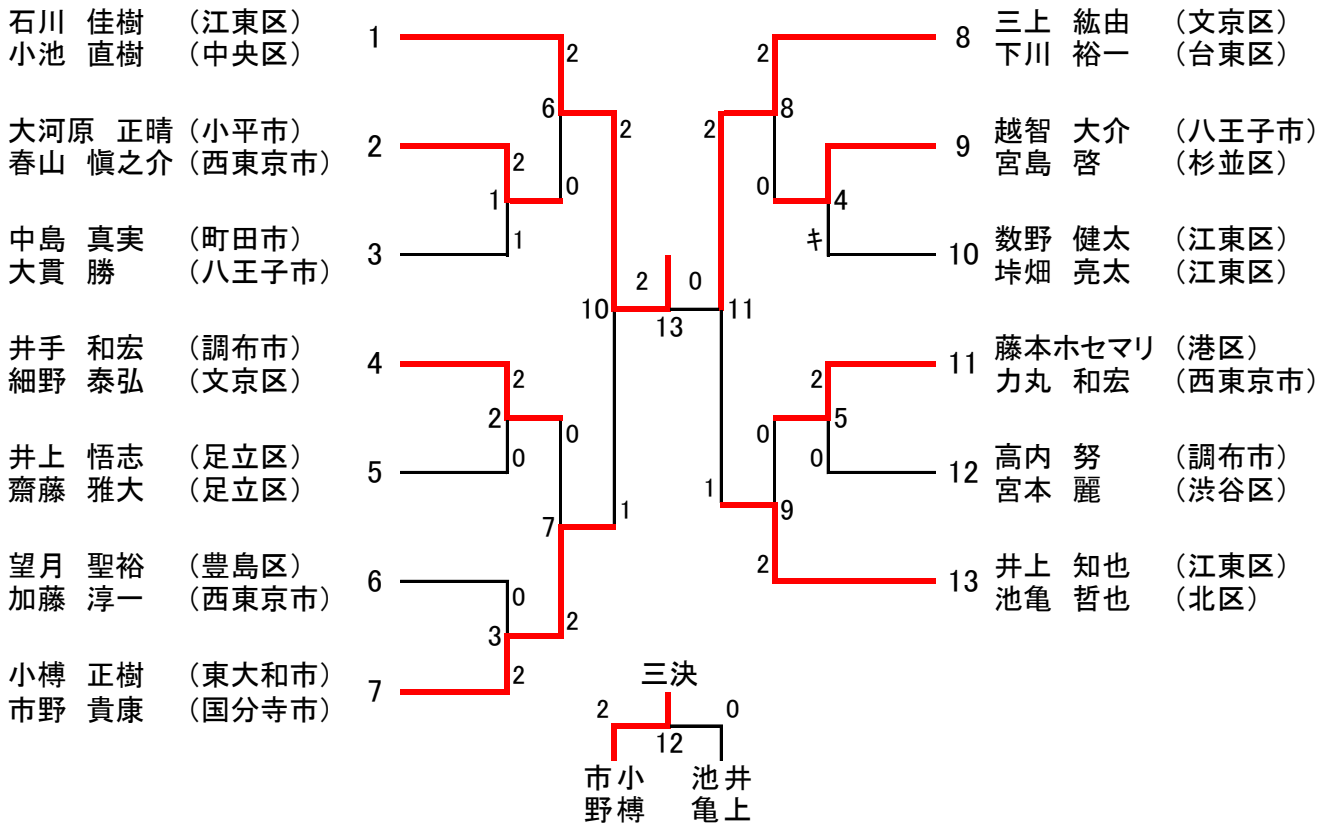 石川 佳樹 (江東区)
小池 直樹 (中央区)
1
大河原 正晴 (小平市)
春山 愼之介 (西東京市)
2
中島 真実 (町田市)
大貫 勝 (八王子市)
3
井手 和宏 (調布市)
細野 泰弘 (文京区)
4
井上 悟志 (足立区)
齋藤 雅大 (足立区)
5
望月 聖裕 (豊島区)
加藤 淳一 (西東京市)
6
小榑 正樹 (東大和市)
市野 貴康 (国分寺市)
7
2
6
2
2
1
0
1
2
2
0
0
7
1
0
3
2
2
10
2
0
13
11
2
2
8
0
4
キ
2
5
0
0
1
9
2
8
三上 紘由 (文京区)
下川 裕一 (台東区)
9
越智 大介 (八王子市)
宮島 啓 (杉並区)
10
数野 健太 (江東区)
垰畑 亮太 (江東区)
11
藤本ホセマリ (港区)
力丸 和宏 (西東京市)
12
高内 努 (調布市)
宮本 麗 (渋谷区)
13
井上 知也 (江東区)
池亀 哲也 (北区)
三決
2
0
12
小榑
市野
井上
池亀